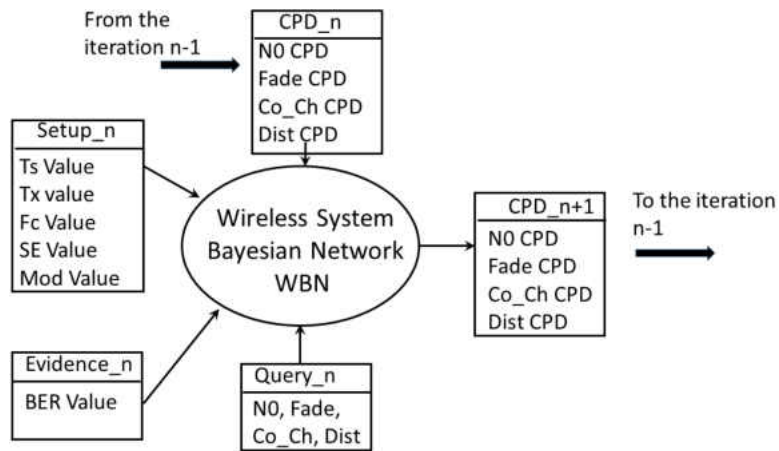 From the
iteration n-1
CPD_n
N0 CPD
Fade CPD
Co_Ch CPD
Dist CPD
Setup_n
Ts Value
Tx value
Fc Value
SE Value
Mod Value
Wireless System
Bayesian Network
WBN
CPD_n+1
N0 CPD
Fade CPD
Co_Ch CPD
Dist CPD
To the iteration
n-1
Evidence_n
BER Value
Query_n
N0, Fade,
Co_Ch, Dist